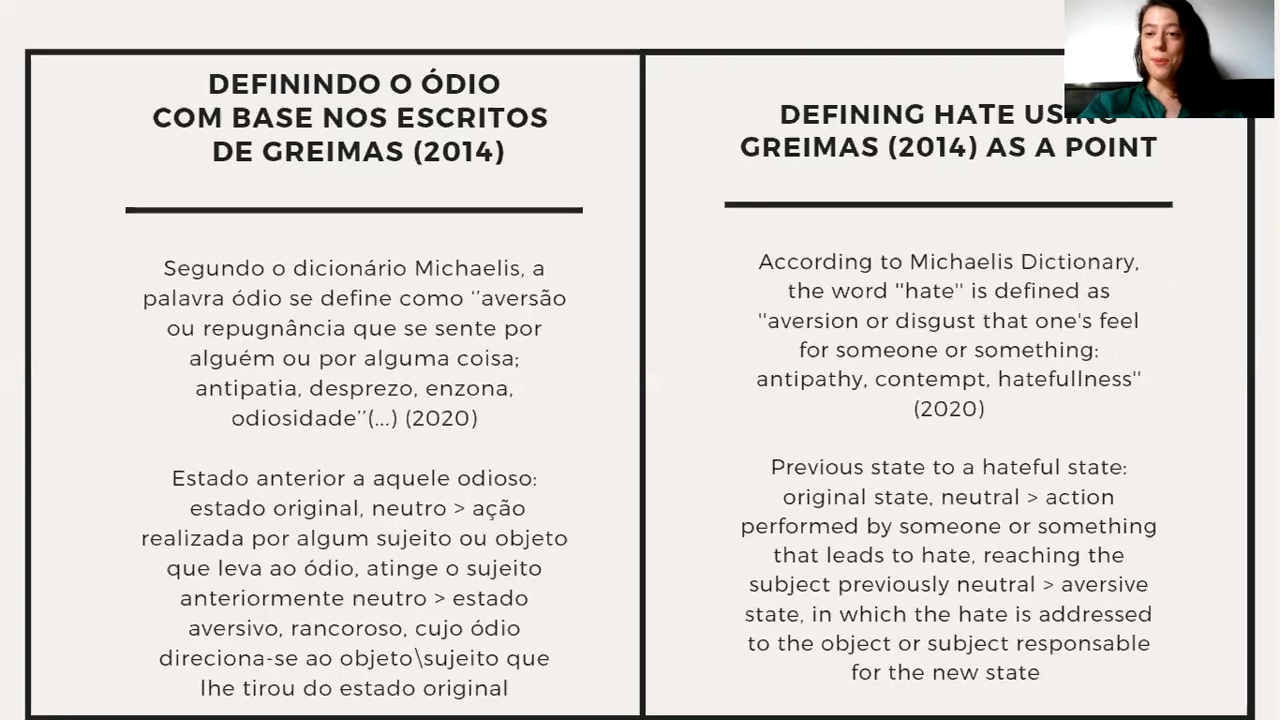 DEFININDO O ÓDIO
COM BASE NOS ESCRITOS
DE GREIMAS (2014)
Segundo o dicionário Michaelis, a
palavra ódio se define como ‘’aversão
ou repugnância que se sente por
alguém ou por alguma coisa;
antipatia, desprezo, enzona,
odiosidade’’(...) (2020)
Estado anterior a aquele odioso:
estado original, neutro > ação
realizada por algum sujeito ou objeto
que leva ao ódio, atinge o sujeito
anteriormente neutro > estado
aversivo, rancoroso, cujo ódio
direciona-se ao objeto\sujeito que
lhe tirou do estado original
DEFINING HATE USING
GREIMAS (2014) AS A POINT
According to Michaelis Dictionary,
the word "hate" is defined as
"aversion or disgust that one's feel
for someone or something:
antipathy, contempt, hatefullness"
(2020)
Previous state to a hateful state:
original state, neutral > action
performed by someone or something
that leads to hate, reaching the
subject previously neutral > aversive
state, in which the hate is addressed
to the object or subject responsable
for the new state